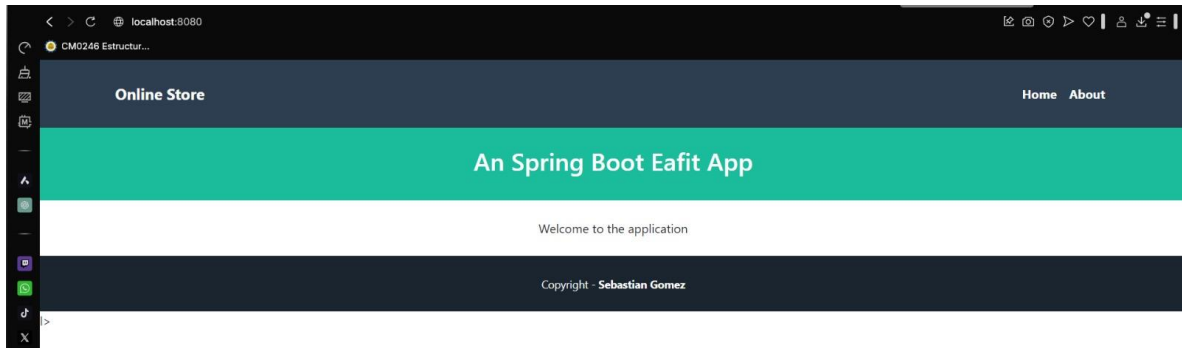 localhost:8080
CM0246 Estructur...
Online Store
Home About
An Spring Boot Eafit App
Welcome to the application
Copyright - Sebastian Gomez
l>